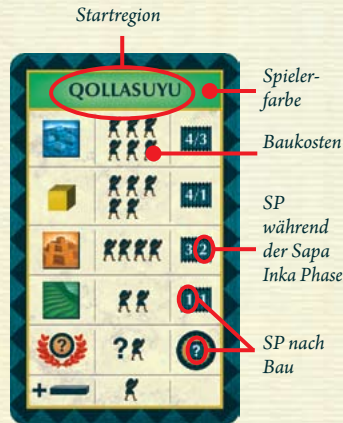 Startregion
QOLLASUYU
Spieler-
farbe
Baukosten
4/3
4/1
SP
während
der Sapa
Inka Phase
3/2
1/1
?
?
?
SP nach
Bau
+